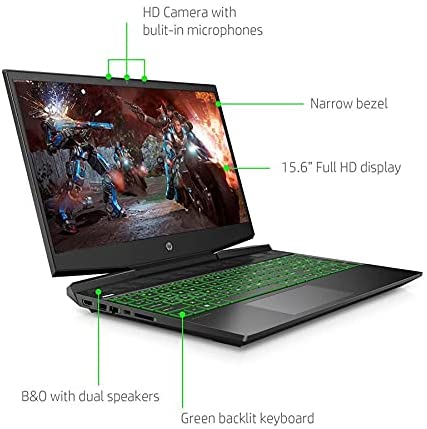 HD Camera with
bulit-in microphones
Narrow bezel
15.6” Full HD display
hp
B&O with dual speakers
Green backlit keyboard